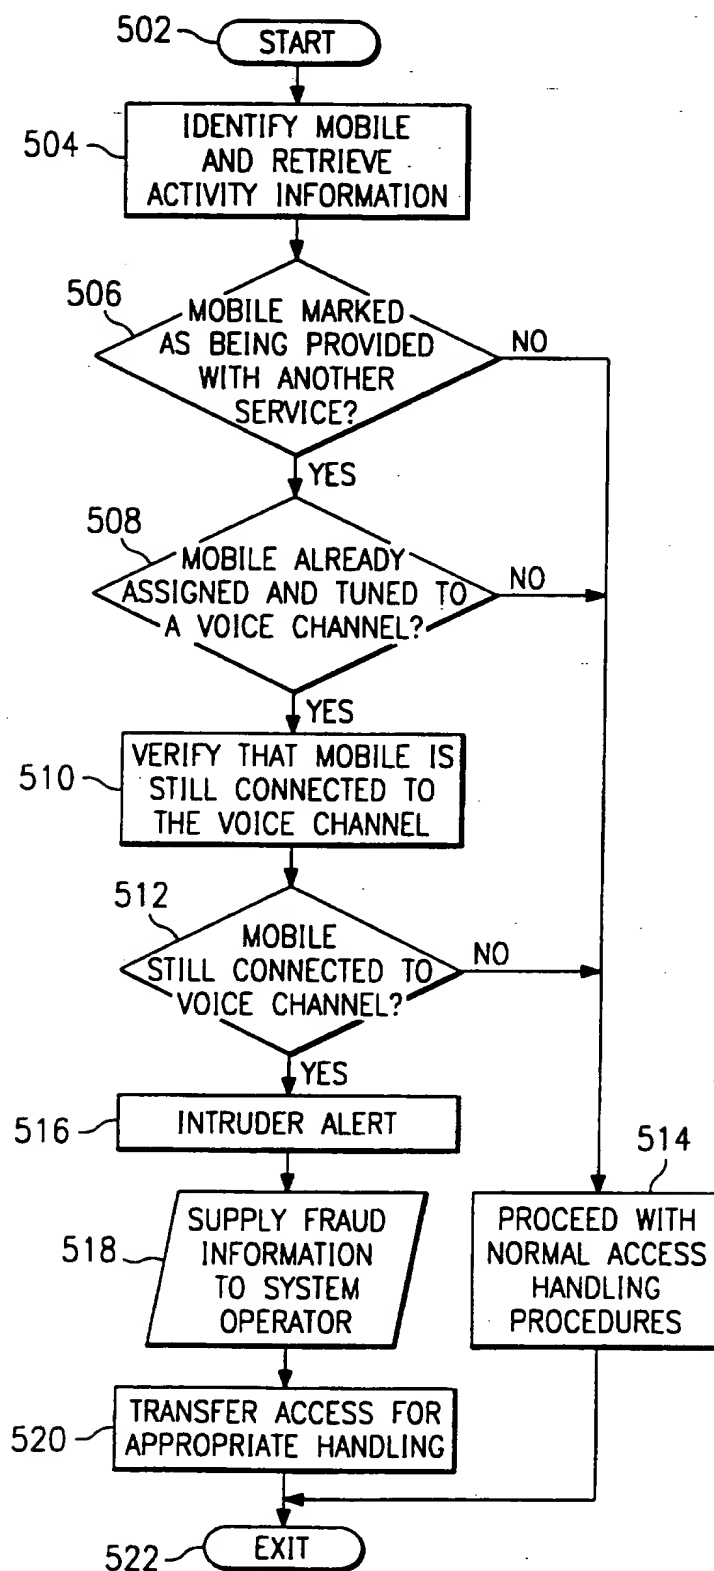 502
START
504
IDENTIFY MOBILE
AND RETRIEVE
ACTIVITY INFORMATION
506
MOBILE MARKED
AS BEING PROVIDED
WITH ANOTHER
SERVICE?
NO
YES
508
MOBILE ALREADY
ASSIGNED AND TUNED TO
A VOICE CHANNEL?
NO
YES
510
VERIFY THAT MOBILE IS
STILL CONNECTED TO
THE VOICE CHANNEL
512
MOBILE
STILL CONNECTED TO
VOICE CHANNEL?
NO
YES
516
INTRUDER ALERT
514
PROCEED WITH
NORMAL ACCESS
HANDLING
PROCEDURES
518
SUPPLY FRAUD
INFORMATION
TO SYSTEM
OPERATOR
520
TRANSFER ACCESS FOR
APPROPRIATE HANDLING
522
EXIT